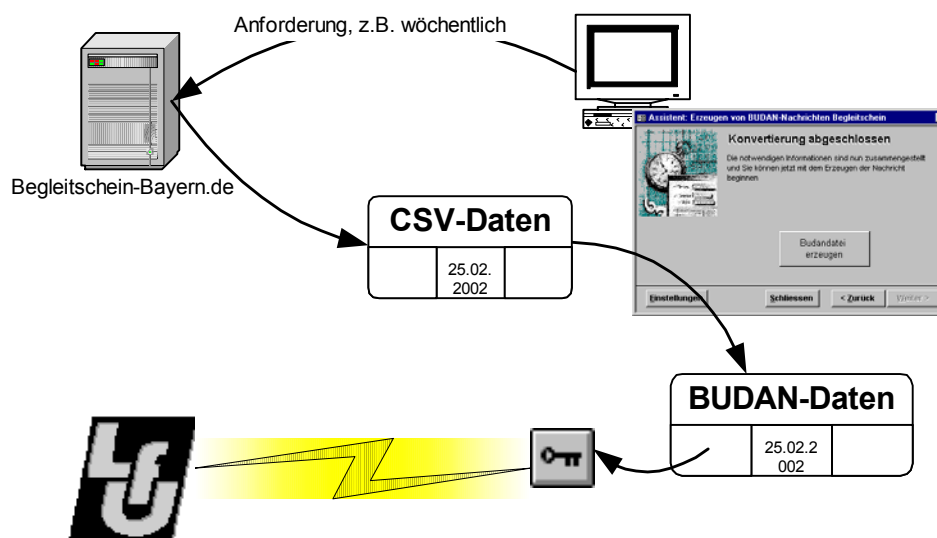 Anforderung, z.B. wöchentlich
Begleitschein-Bayern.de
Assistent: Erzeugen von BUDAN-Nachrichten Begleitschein
Konvertierung abgeschlossen
Die notwendigen Informationen sind nun zusammengestellt
und Sie können jetzt mit dem Erzeugen der Nachricht
beginnen
Budandatei
erzeugen
Einstellungen
Schliessen
< Zurück
Weiter >
CSV-Daten
25.02.
2002
BUDAN-Daten
25.02.2
002
LfU